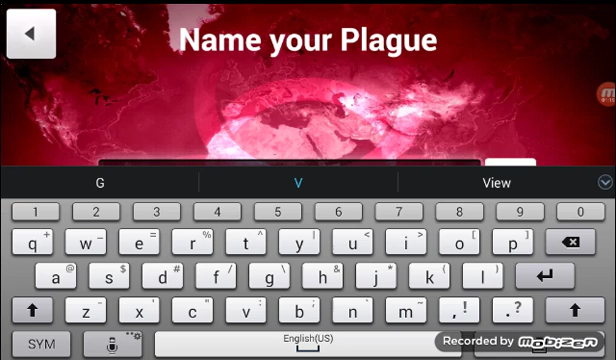 Name your Plague
G V View
1 2 3 4 5 6 7 8 9 0
q + w – e = r % t ^ y | u < i > o [ p ]
a @ s $ d # f / g \ h & j * k ( l )
z - x ' c " v : b ; n ~ m _ , ! . ?
SYM English(US) Recorded by Mobizen